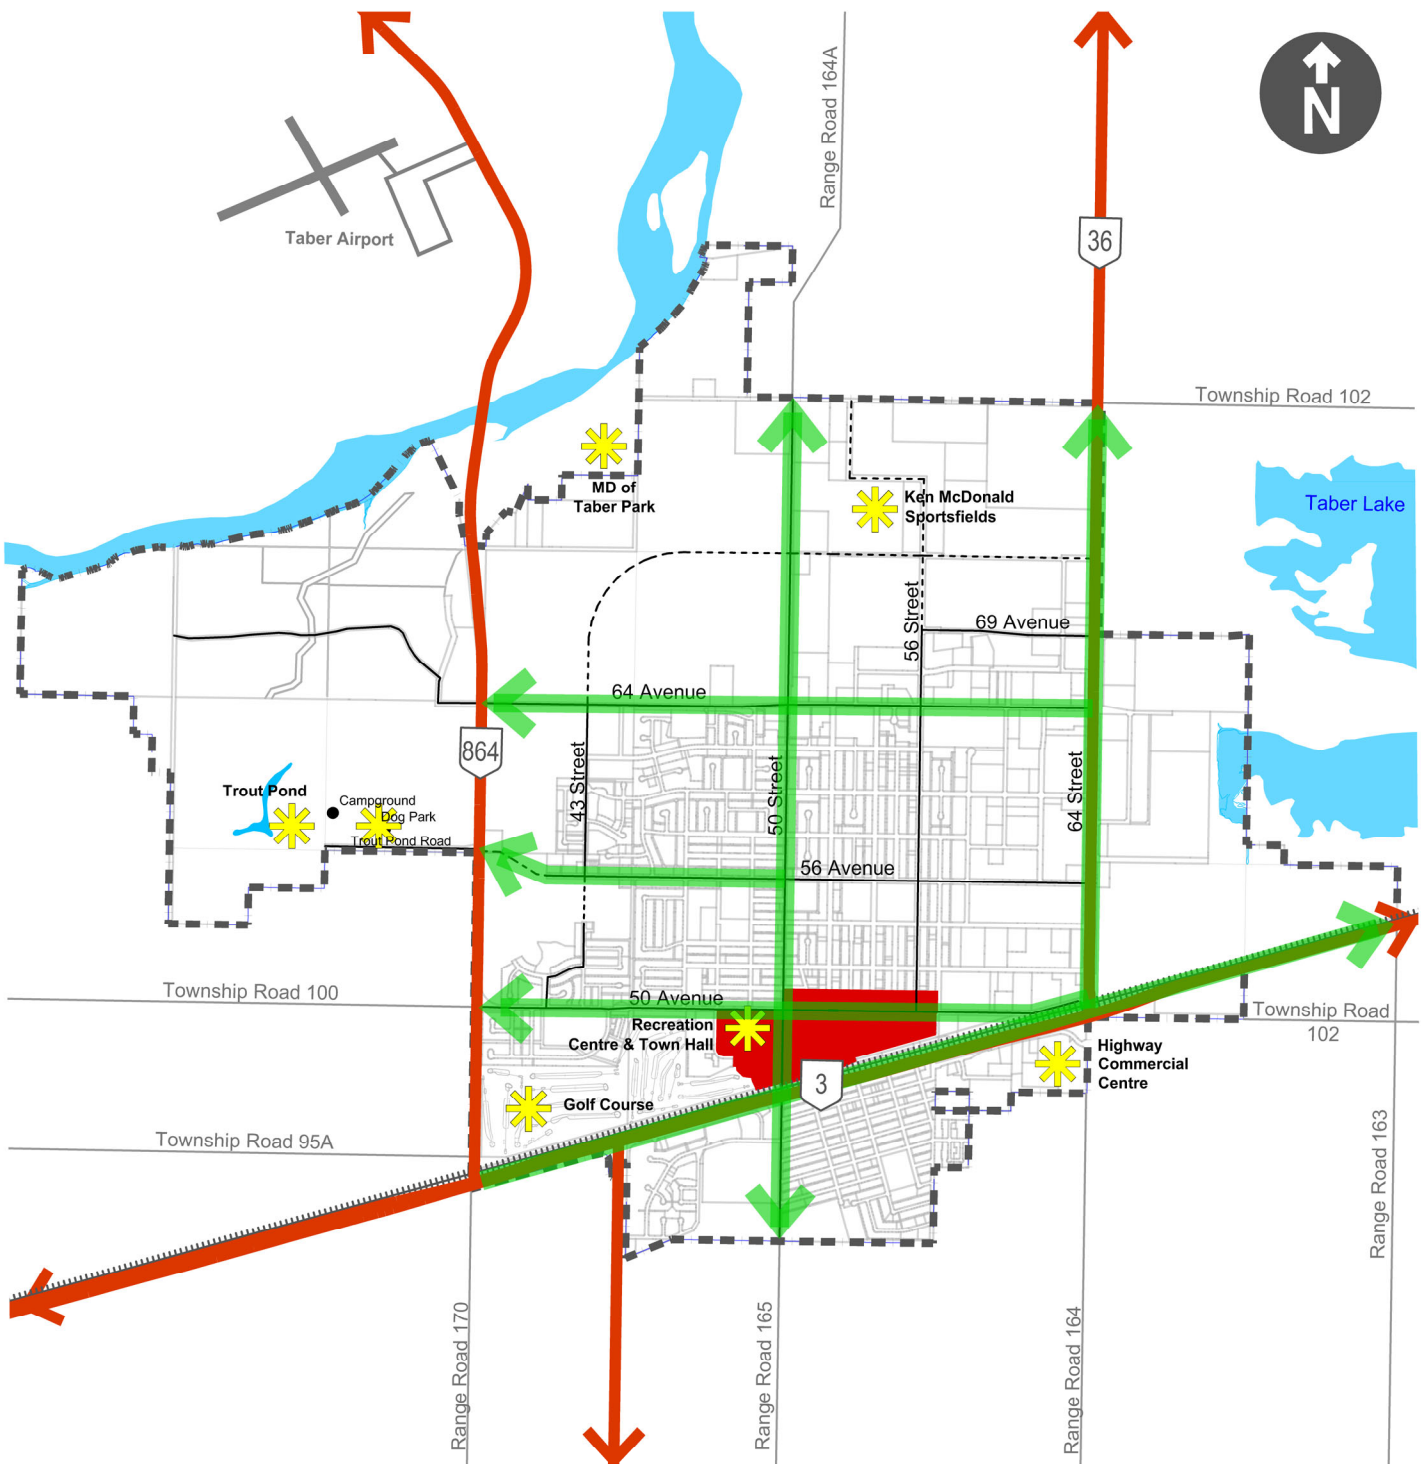 Range Road 164A
N
Taber Airport
36
Township Road 102
MD of
Taber Park
Ken McDonald
Sportsfields
Taber Lake
56 Street
69 Avenue
64 Avenue
864
43 Street
50 Street
64 Street
Trout Pond
Campground
Dog Park
Trout Pond Road
56 Avenue
Township Road 100
50 Avenue
Recreation
Centre & Town Hall
Township Road
102
Highway
Commercial
Centre
3
Golf Course
Township Road 95A
Range Road 163
Range Road 170
Range Road 165
Range Road 164